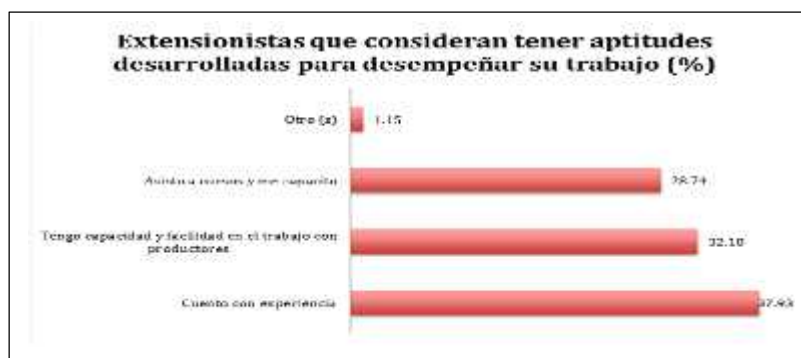 Extensionistas que consideran tener aptitudes
desarrolladas para desempeñar su trabajo (%)
Otro (s)
1.15
Asisto a cursos y me capacito
28.74
Tengo capacidad y facilidad en el trabajo con
productores
32.18
Cuento con experiencia
37.93